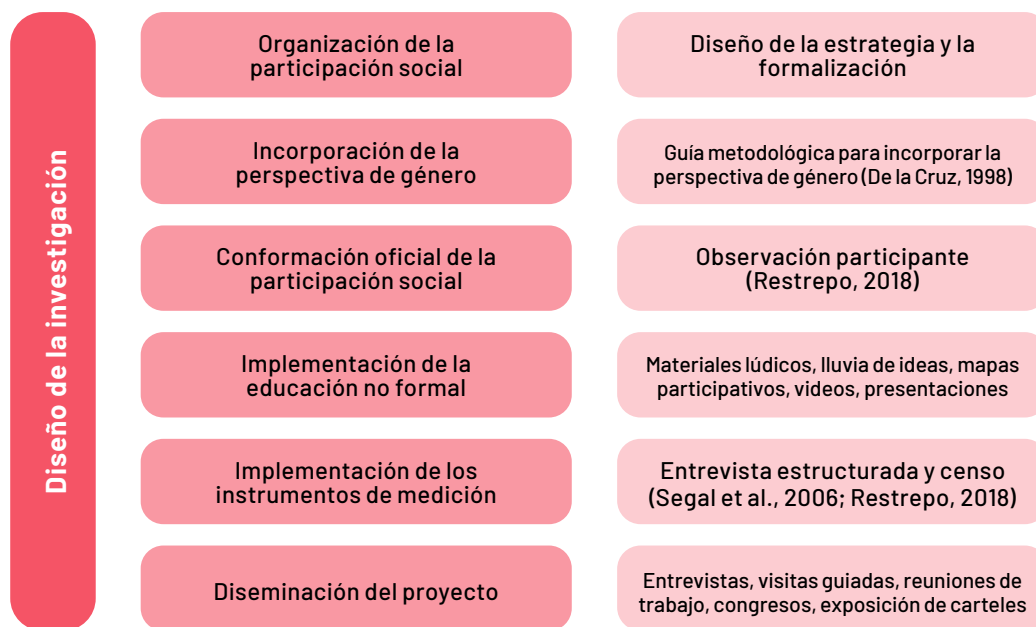 Diseño de la investigación
Organización de la
participación social
Diseño de la estrategia y la
formalización
Incorporación de la
perspectiva de género
Guía metodológica para incorporar la
perspectiva de género (De la Cruz, 1998)
Conformación oficial de la
participación social
Observación participante
(Restrepo, 2018)
Implementación de la
educación no formal
Materiales lúdicos, lluvia de ideas, mapas
participativos, videos, presentaciones
Implementación de los
instrumentos de medición
Entrevista estructurada y censo
(Segal et al., 2006; Restrepo, 2018)
Diseminación del proyecto
Entrevistas, visitas guiadas, reuniones de
trabajo, congresos, exposición de carteles